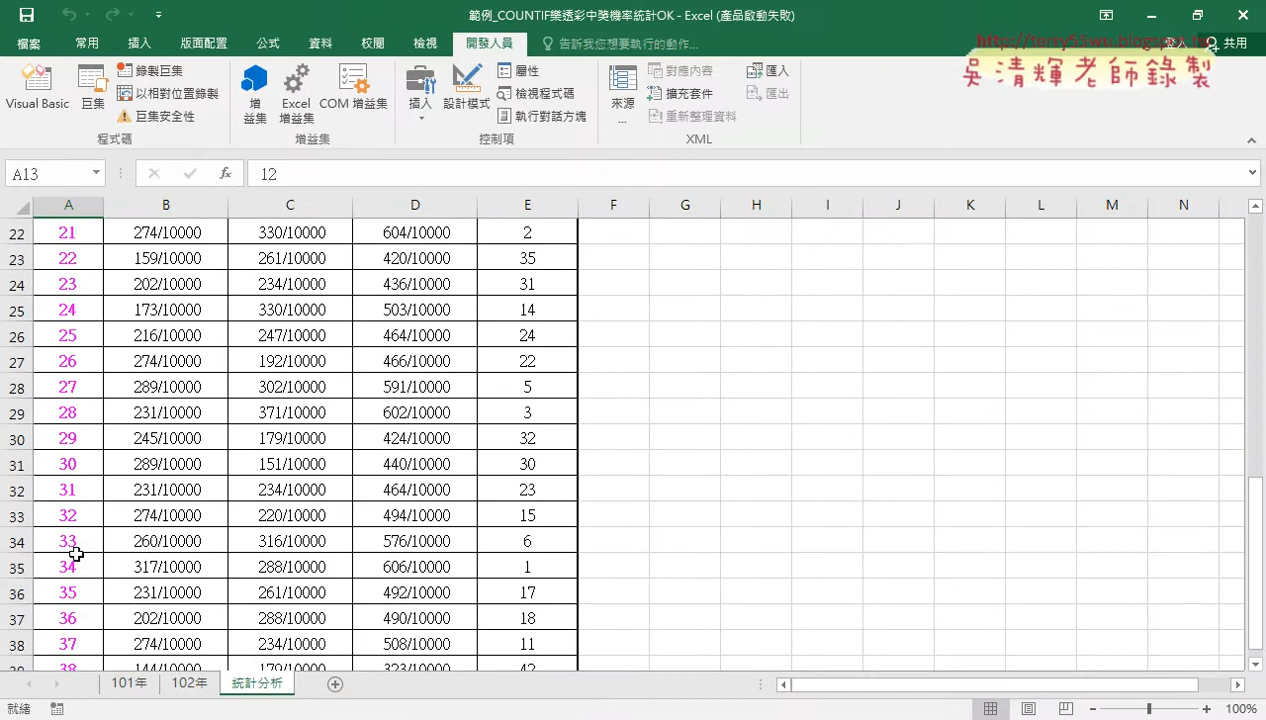 範例_COUNTIF樂透彩中獎機率統計OK - Excel (產品啟動失敗)
檔案 常用 插入 版面配置 公式 資料 校閱 檢視 開發人員 告訴我您想要執行的動作... 登入 共用
http://terry55wu.blogspot.tw
吳清輝老師錄製
Visual Basic 巨集 錄製巨集 以相對位置錄製 巨集安全性 程式碼
增益集 Excel 增益集 COM 增益集 增益集
插入 設計模式 屬性 檢視程式碼 執行對話方塊 控制項
來源... 對應內容 擴充套件 重新整理資料 匯入 匯出 XML
A13 fx 12
A B C D E F G H I J K L M N
22 21 274/10000 330/10000 604/10000 2
23 22 159/10000 261/10000 420/10000 35
24 23 202/10000 234/10000 436/10000 31
25 24 173/10000 330/10000 503/10000 14
26 25 216/10000 247/10000 464/10000 24
27 26 274/10000 192/10000 466/10000 22
28 27 289/10000 302/10000 591/10000 5
29 28 231/10000 371/10000 602/10000 3
30 29 245/10000 179/10000 424/10000 32
31 30 289/10000 151/10000 440/10000 30
32 31 231/10000 234/10000 464/10000 23
33 32 274/10000 220/10000 494/10000 15
34 33 260/10000 316/10000 576/10000 6
35 34 317/10000 288/10000 606/10000 1
36 35 231/10000 261/10000 492/10000 17
37 36 202/10000 288/10000 490/10000 18
38 37 274/10000 234/10000 508/10000 11
39 38 144/10000 179/10000 323/10000 42
101年 102年 統計分析
就緒 100%